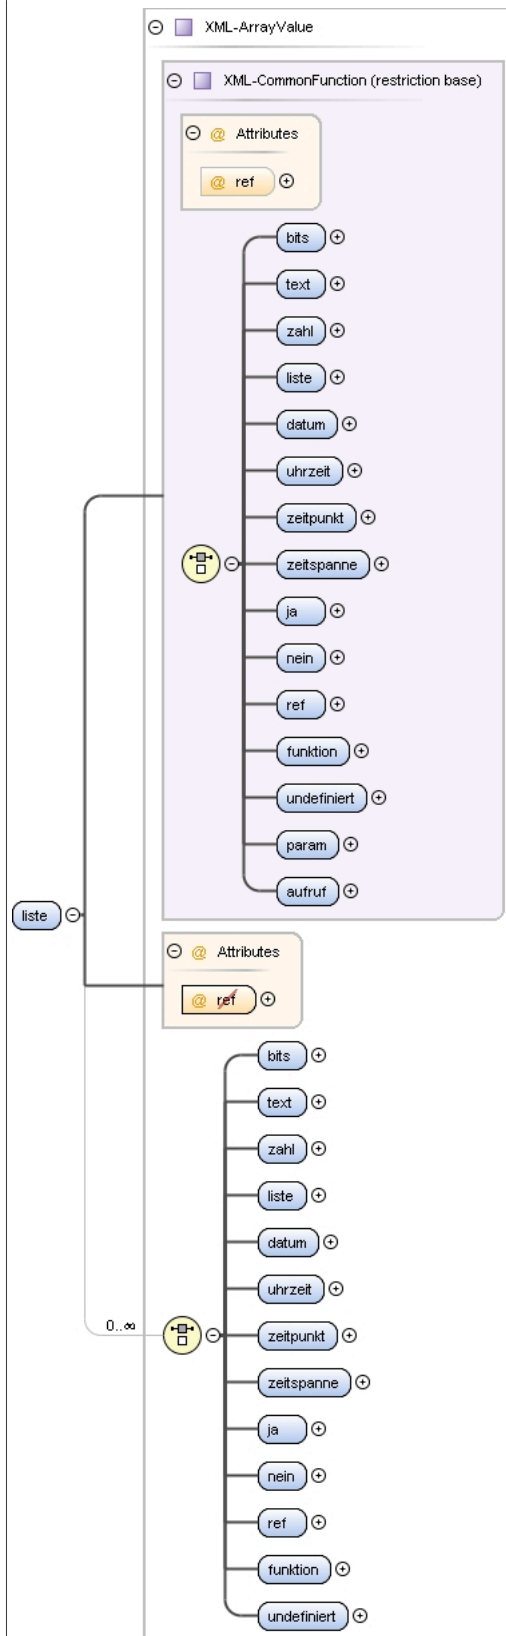 XML-ArrayValue
XML-CommonFunction (restriction base)
@ Attributes
@ ref
bits
text
zahl
liste
datum
uhrzeit
zeitpunkt
zeitspanne
ja
nein
ref
funktion
undefiniert
param
aufruf
liste
@ Attributes
@ ref
bits
text
zahl
liste
datum
uhrzeit
0..∞
zeitpunkt
zeitspanne
ja
nein
ref
funktion
undefiniert